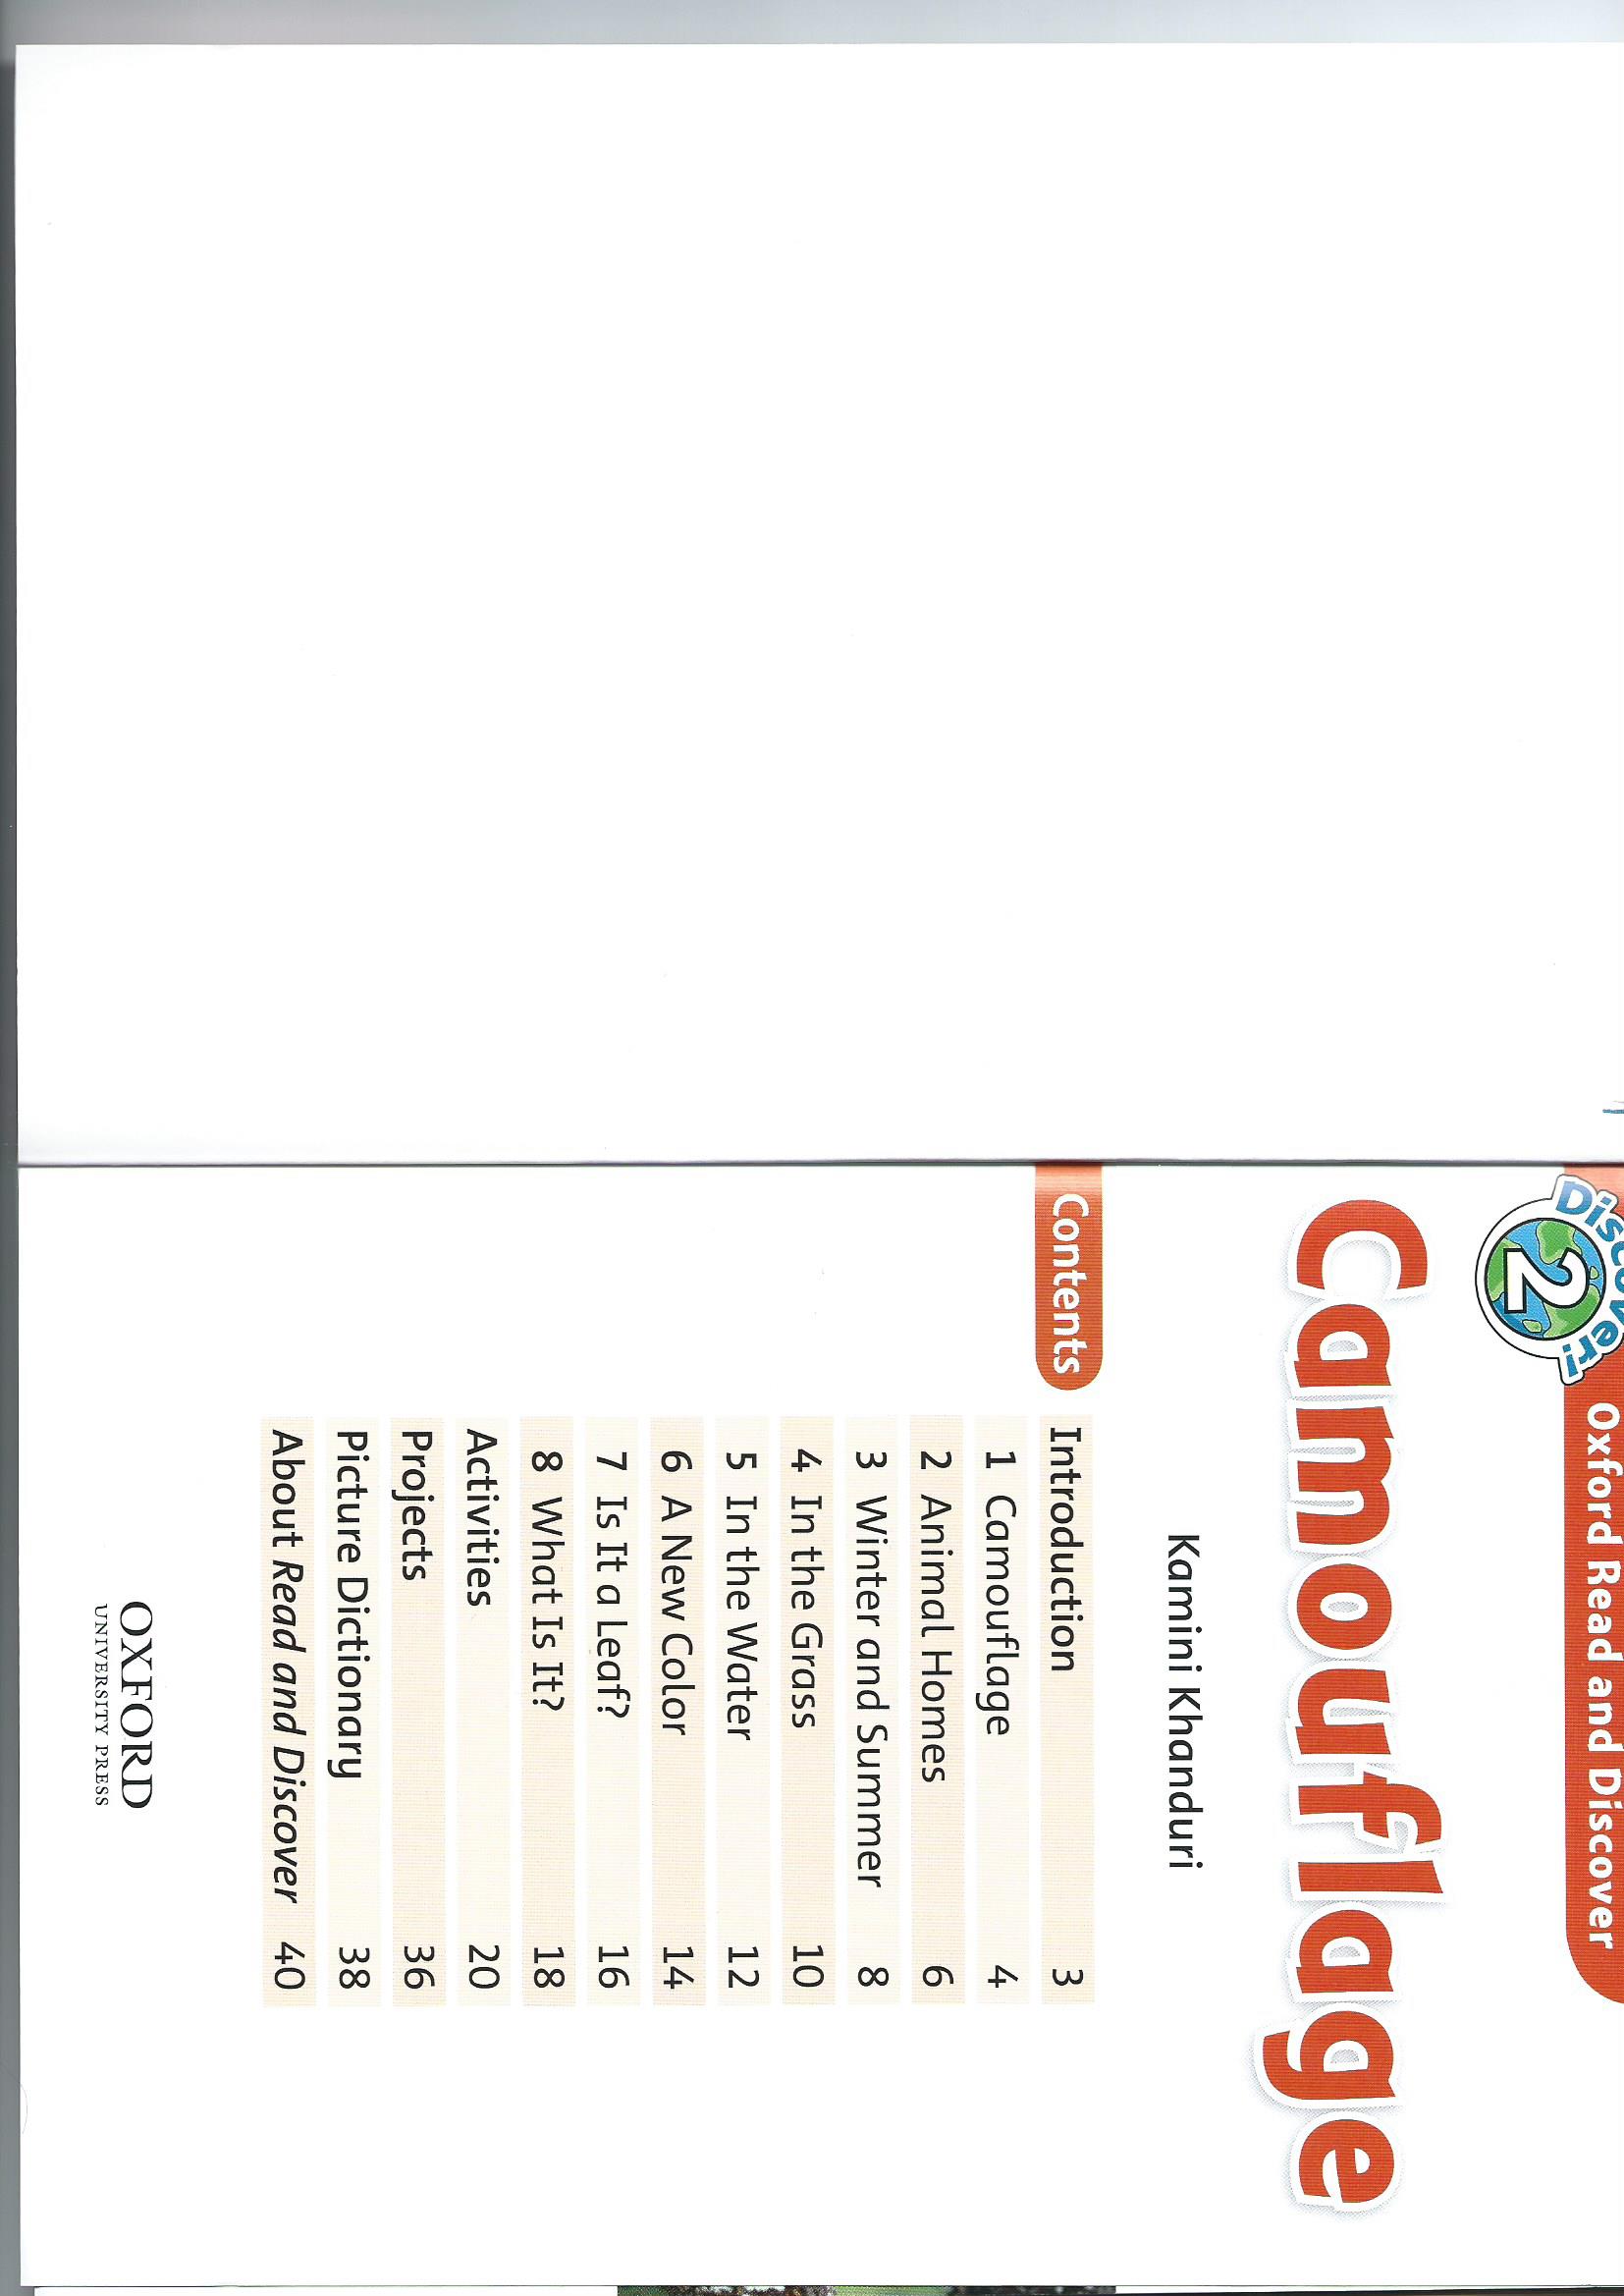 Discover!
2
Oxford Read and Discover
Camouflage
Kamini Khanduri
Contents
Introduction 3
1 Camouflage 4
2 Animal Homes 6
3 Winter and Summer 8
4 In the Grass 10
5 In the Water 12
6 A New Color 14
7 Is It a Leaf? 16
8 What Is It? 18
Activities 20
Projects 36
Picture Dictionary 38
About Read and Discover 40
OXFORD
UNIVERSITY PRESS